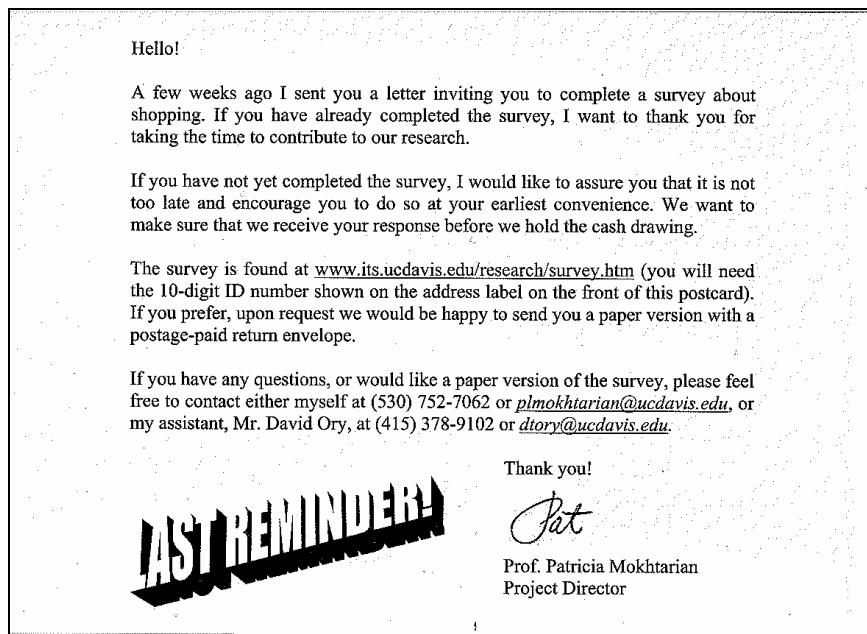 Hello!
A few weeks ago I sent you a letter inviting you to complete a survey about
shopping. If you have already completed the survey, I want to thank you for
taking the time to contribute to our research.
If you have not yet completed the survey, I would like to assure you that it is not
too late and encourage you to do so at your earliest convenience. We want to
make sure that we receive your response before we hold the cash drawing.
The survey is found at www.its.ucdavis.edu/research/survey.htm (you will need
the 10-digit ID number shown on the address label on the front of this postcard).
If you prefer, upon request we would be happy to send you a paper version with a
postage-paid return envelope.
If you have any questions, or would like a paper version of the survey, please feel
free to contact either myself at (530) 752-7062 or plmokhtarian@ucdavis.edu, or
my assistant, Mr. David Ory, at (415) 378-9102 or dtory@ucdavis.edu.
LAST REMINDER!
Thank you!
Pat
Prof. Patricia Mokhtarian
Project Director